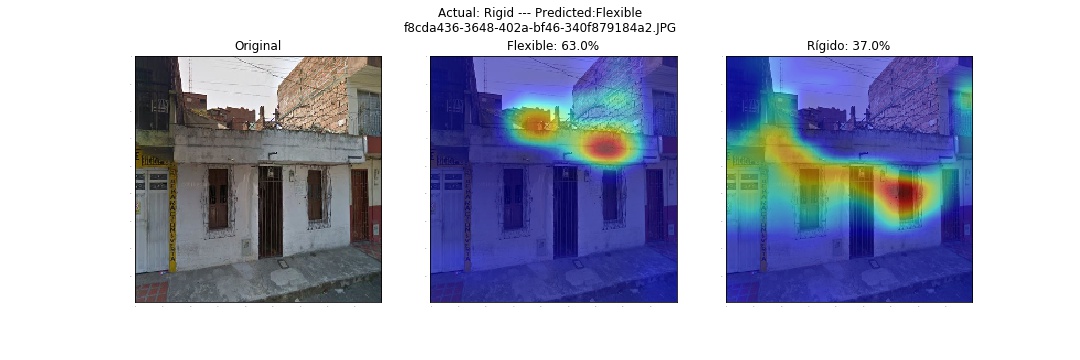 Actual: Rigid --- Predicted:Flexible
f8cda436-3648-402a-bf46-340f879184a2.JPG
Original
Flexible: 63.0%
Rígido: 37.0%